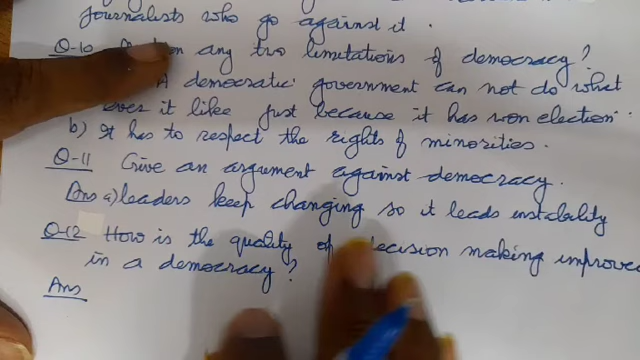 journalists who go against it.
Q-10 any two limitations of democracy?
A democratic government can not do what
ever it like just because it has won election
b) It has to respect the rights of minorities.
Q-11 Give an argument against democracy.
Ans a) leaders keep changing so it leads instability
Q-12 How is the quality of decision making improve
in a democracy?
Ans